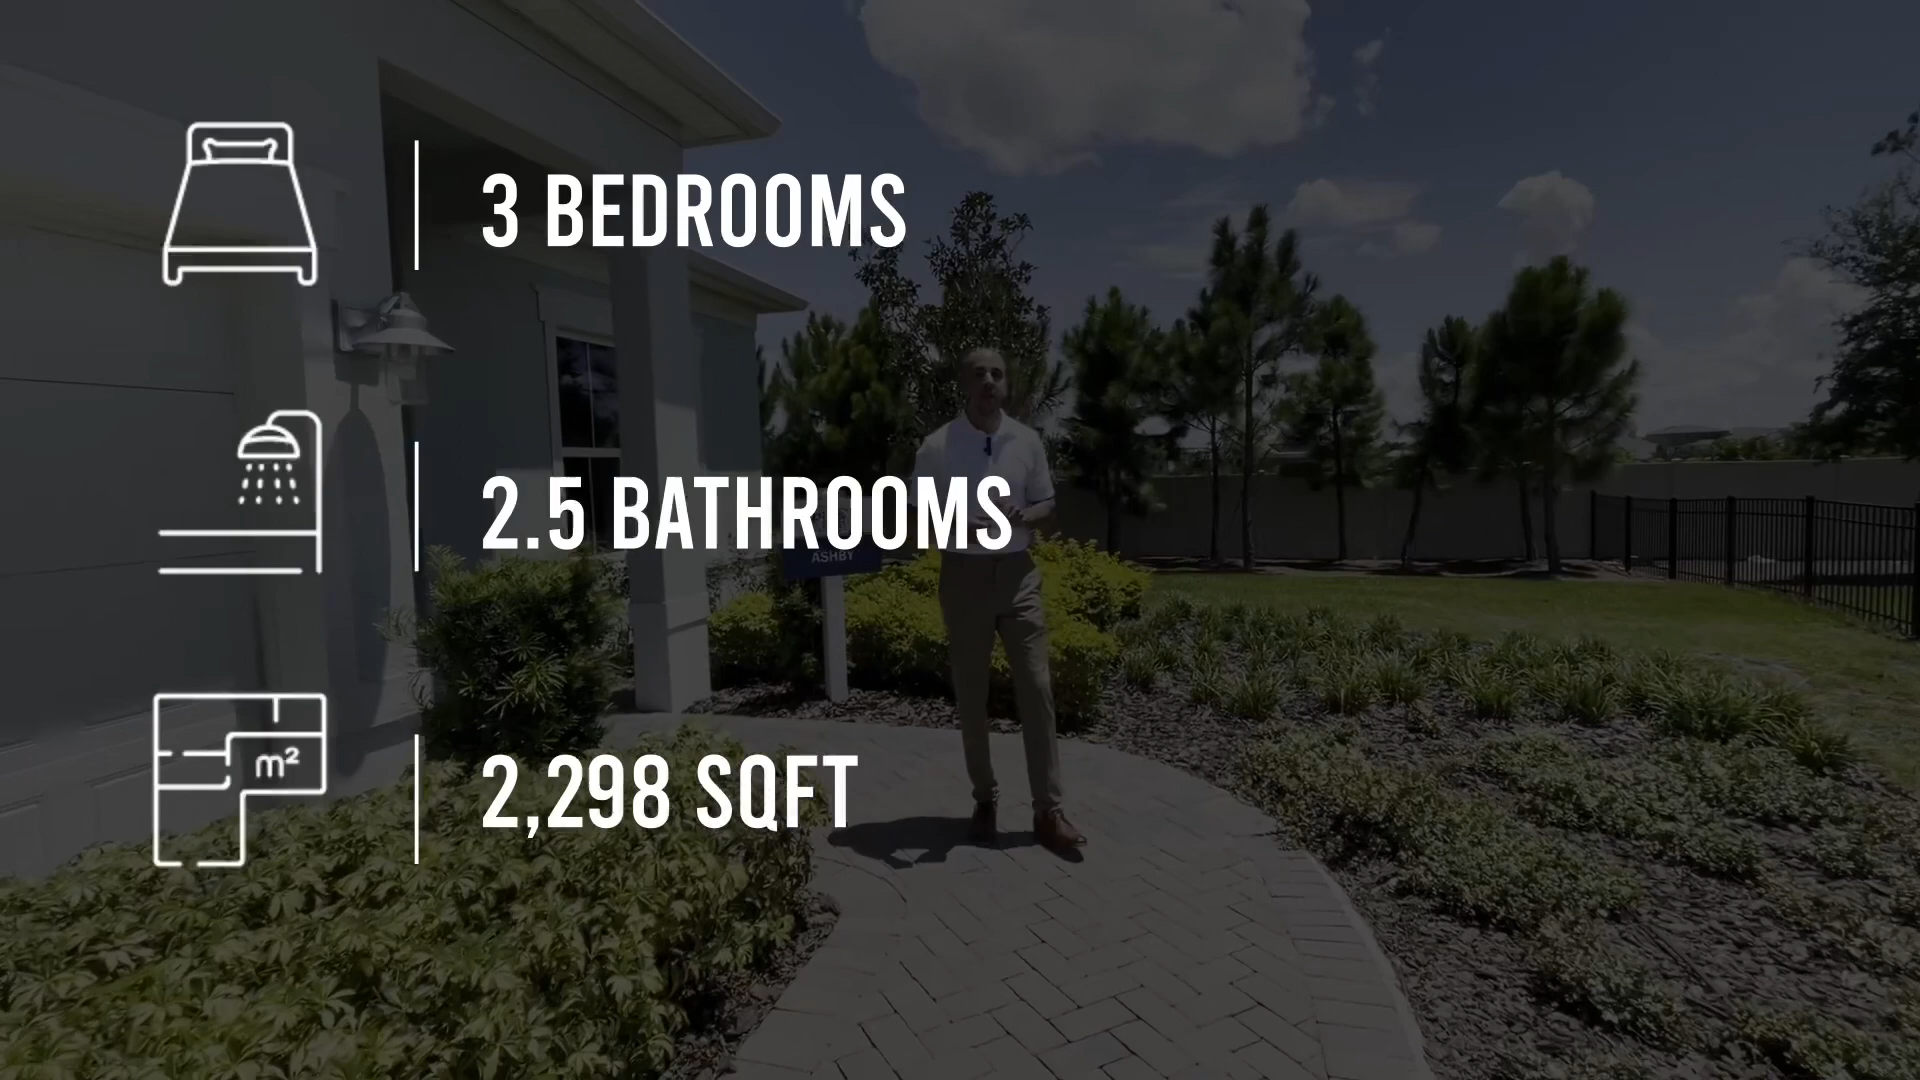 3 BEDROOMS
2.5 BATHROOMS
ASHBY
m²
2,298 SQFT